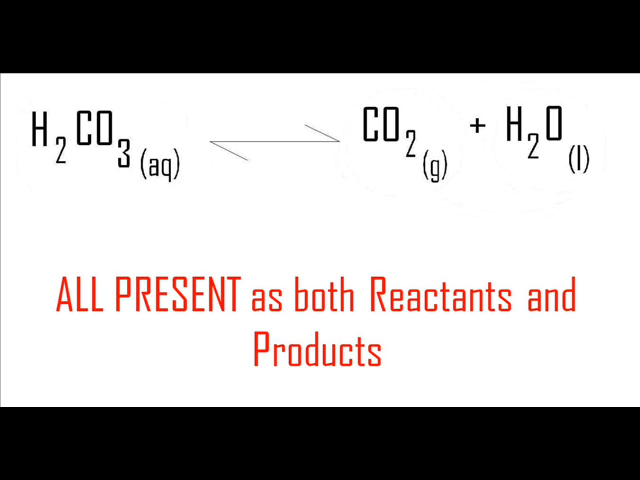 H₂CO₃(aq) ⇌ CO₂(g) + H₂O(l)
ALL PRESENT as both Reactants and
Products